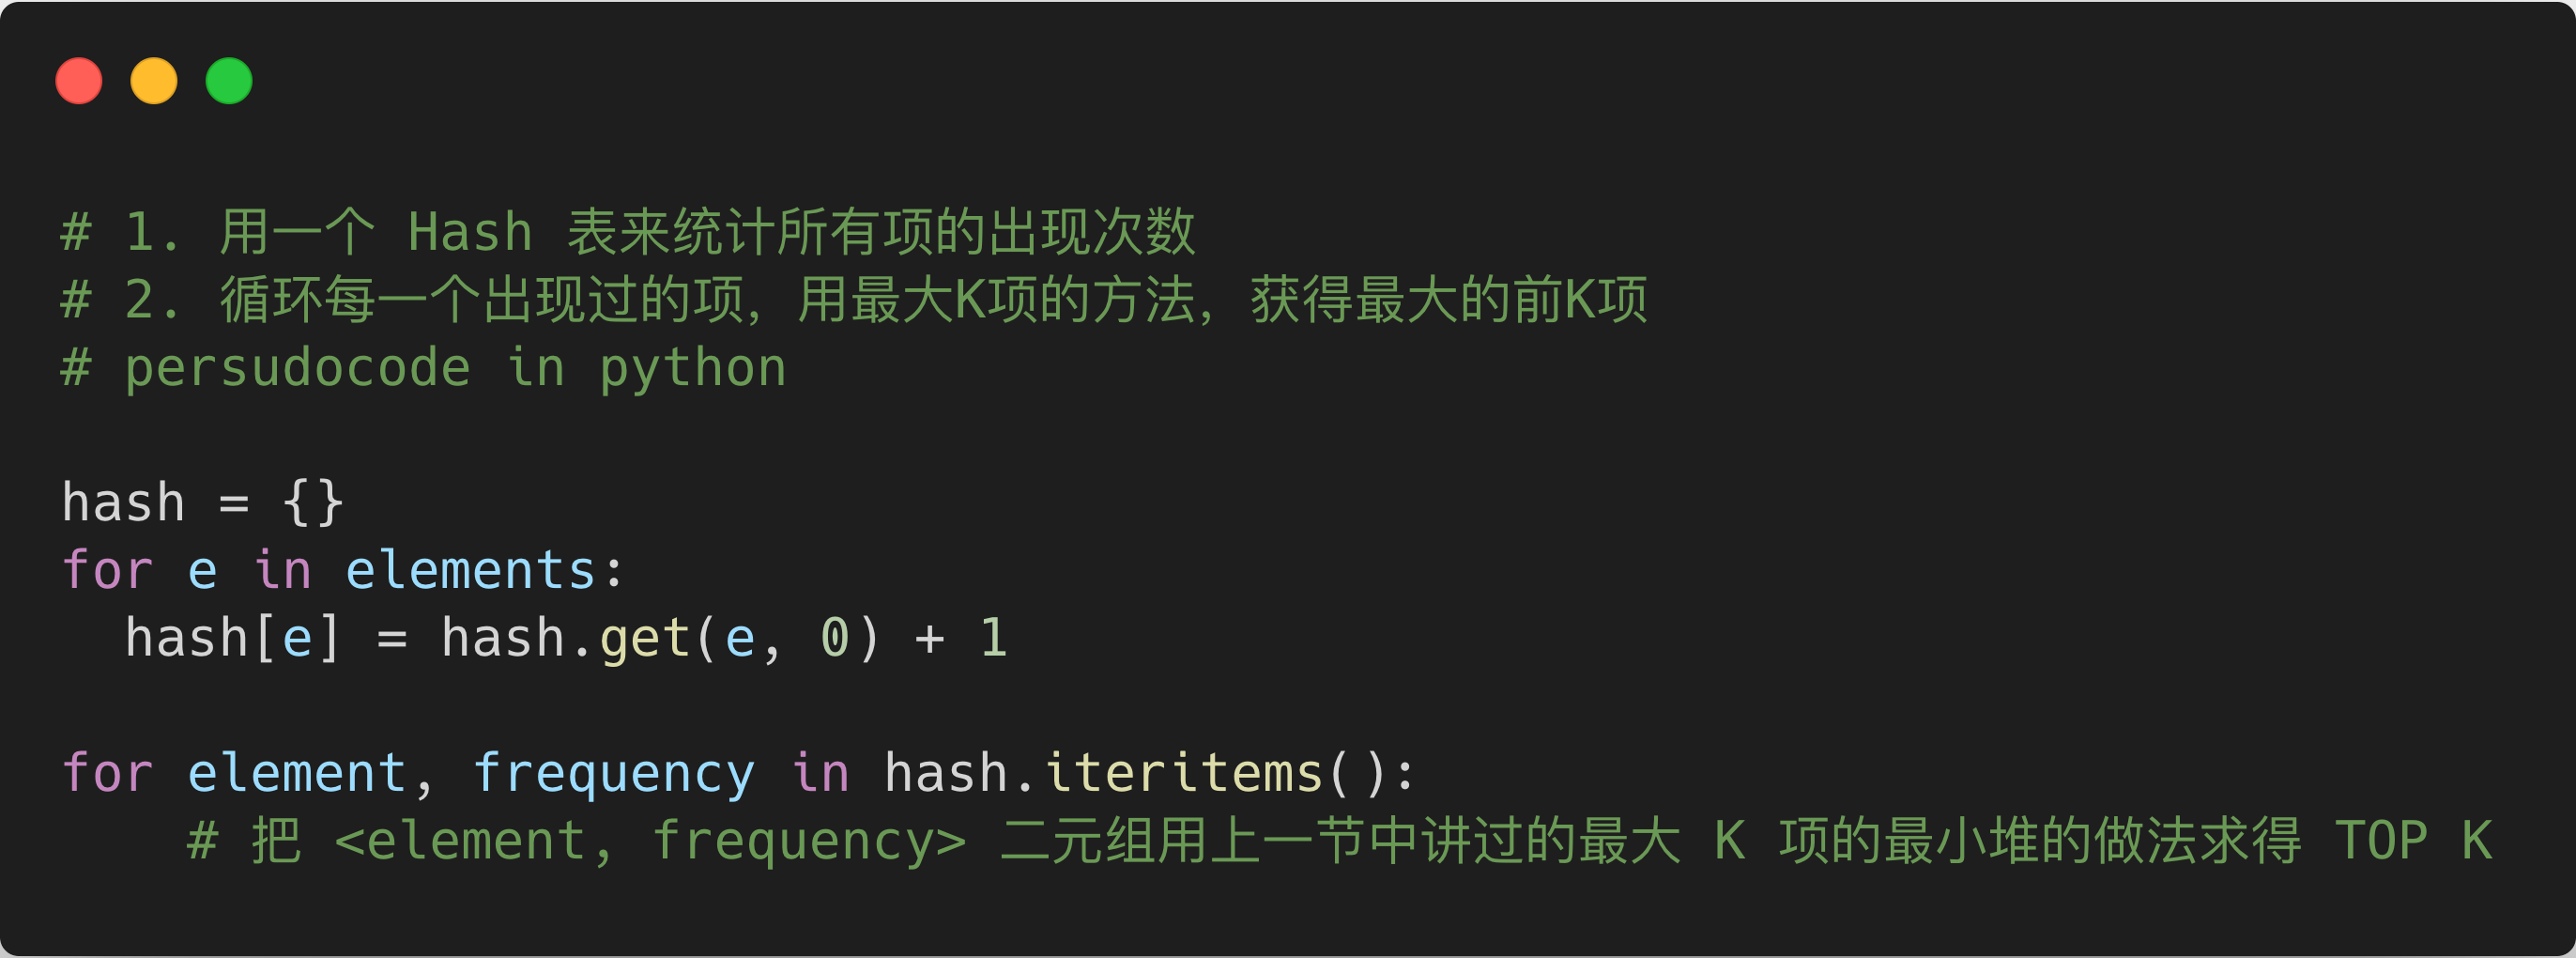 # 1. 用一个 Hash 表来统计所有项的出现次数
# 2. 循环每一个出现过的项，用最大K项的方法，获得最大的前K项
# persudocode in python
hash = {}
for e in elements:
  hash[e] = hash.get(e, 0) + 1
for element, frequency in hash.iteritems():
    # 把 <element, frequency> 二元组用上一节中讲过的最大 K 项的最小堆的做法求得 TOP K